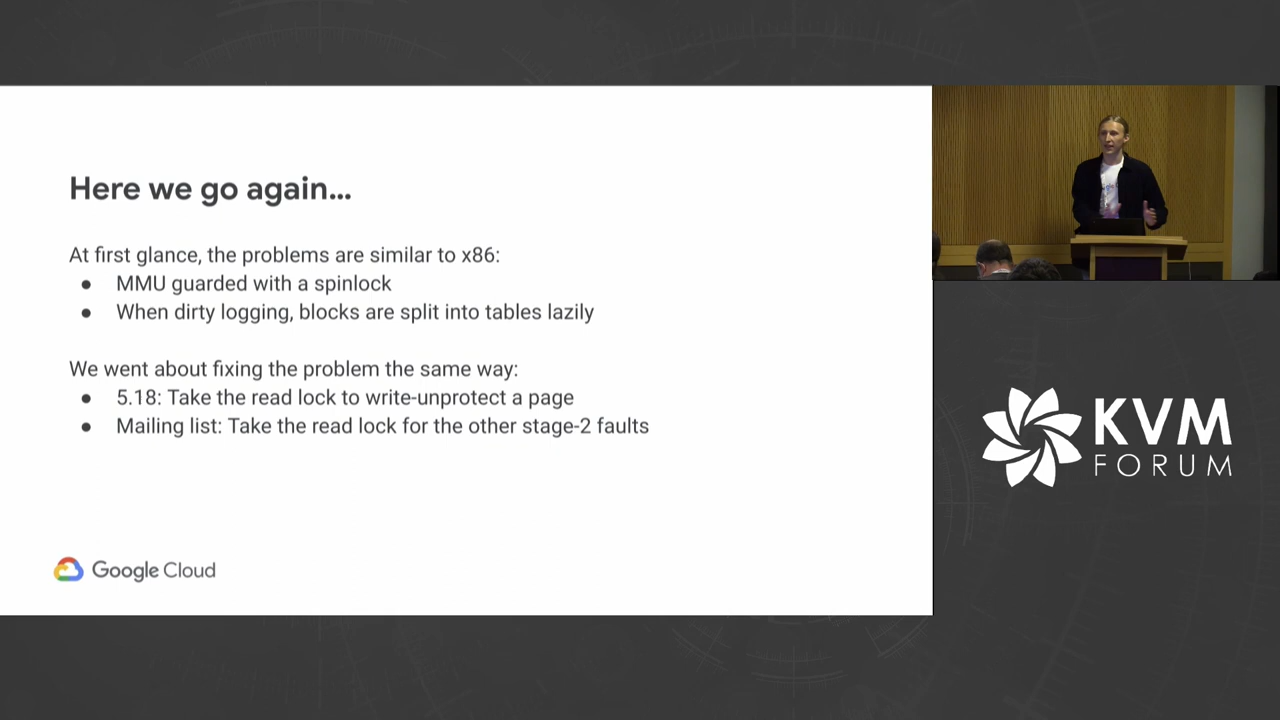 Here we go again...
At first glance, the problems are similar to x86:
● MMU guarded with a spinlock
● When dirty logging, blocks are split into tables lazily
We went about fixing the problem the same way:
● 5.18: Take the read lock to write-unprotect a page
● Mailing list: Take the read lock for the other stage-2 faults
Google Cloud
KVM
FORUM